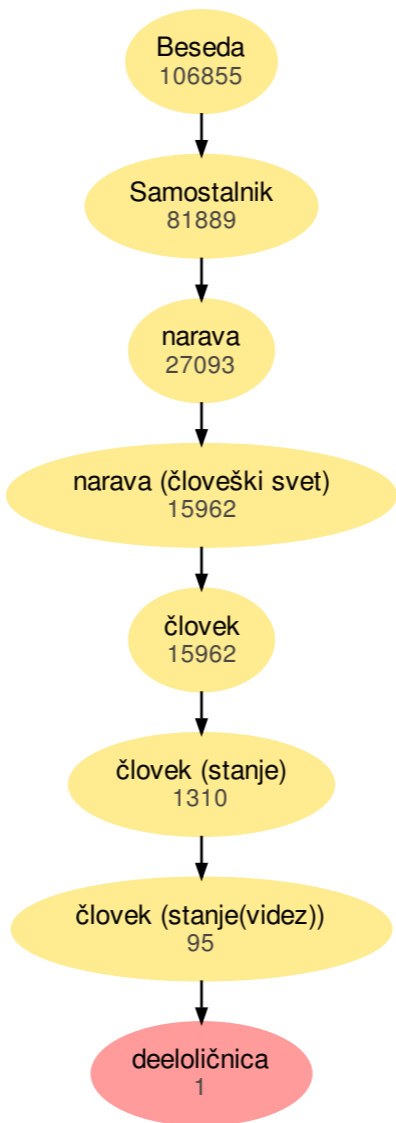 Beseda
106855
Samostalnik
81889
narava
27093
narava (človeški svet)
15962
človek
15962
človek (stanje)
1310
človek (stanje(videz))
95
deeloličnica
1